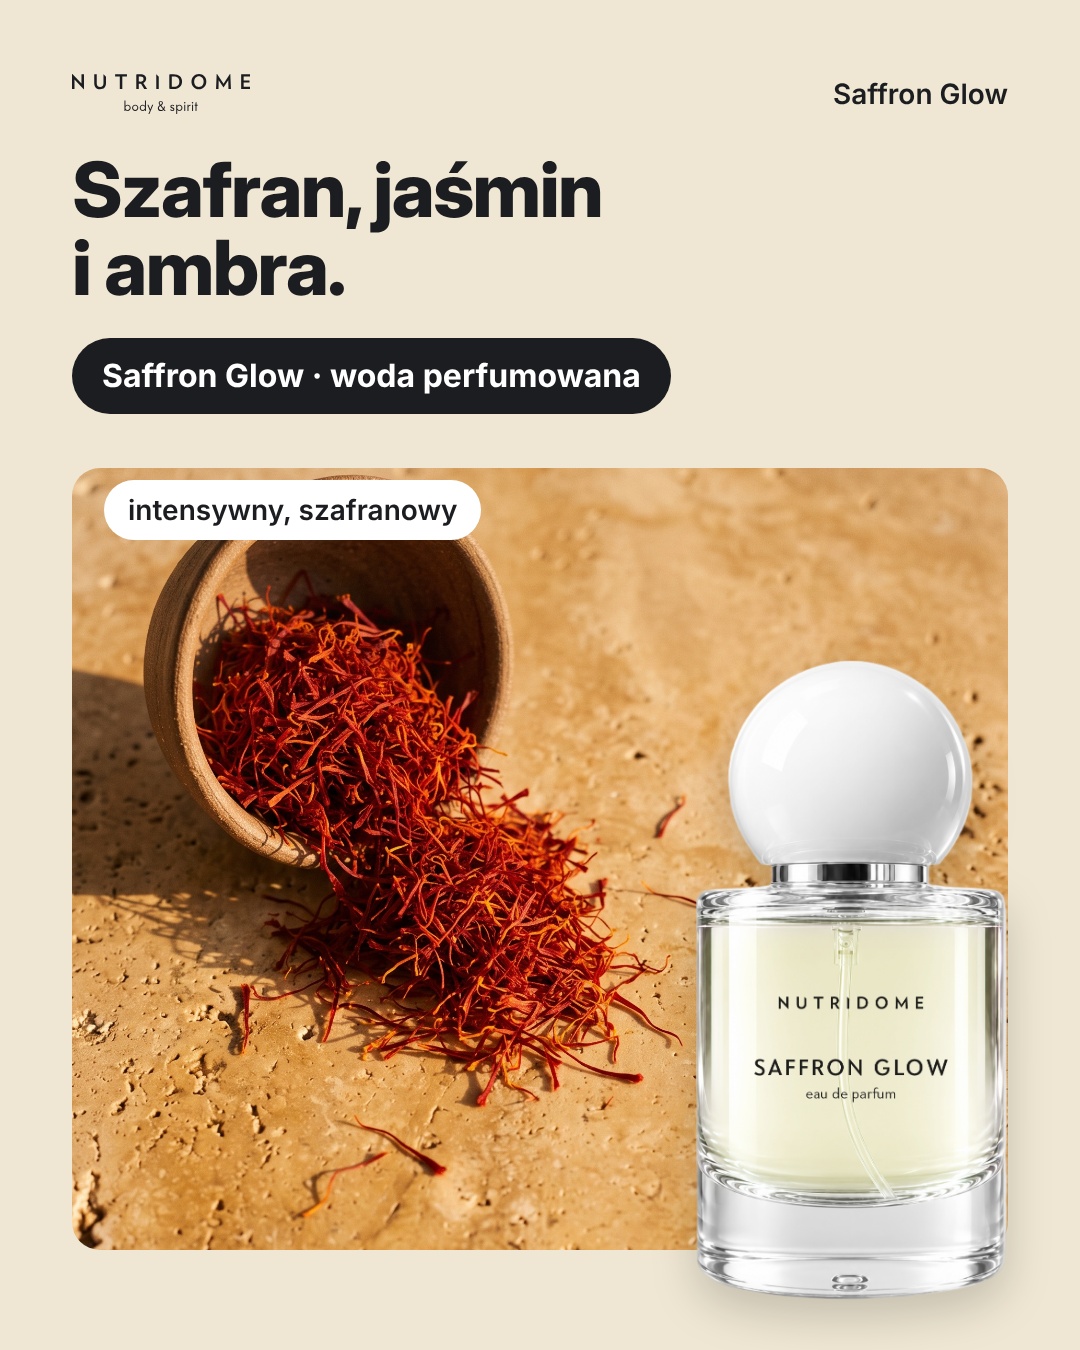 NUTRIDOME
body & spirit
Saffron Glow
Szafran, jaśmin
i ambra.
Saffron Glow · woda perfumowana
intensywny, szafranowy
NUTRIDOME
SAFFRON GLOW
eau de parfum